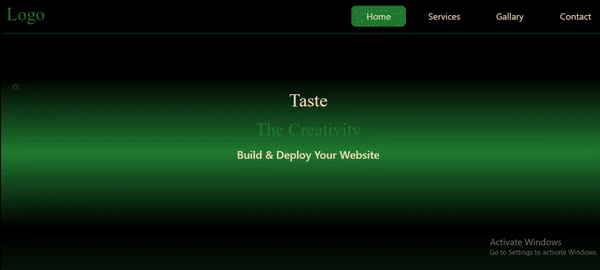 Logo
Home Services Gallary Contact
Taste
The Creativity
Build & Deploy Your Website
Activate Windows
Go to Settings to activate Windows.